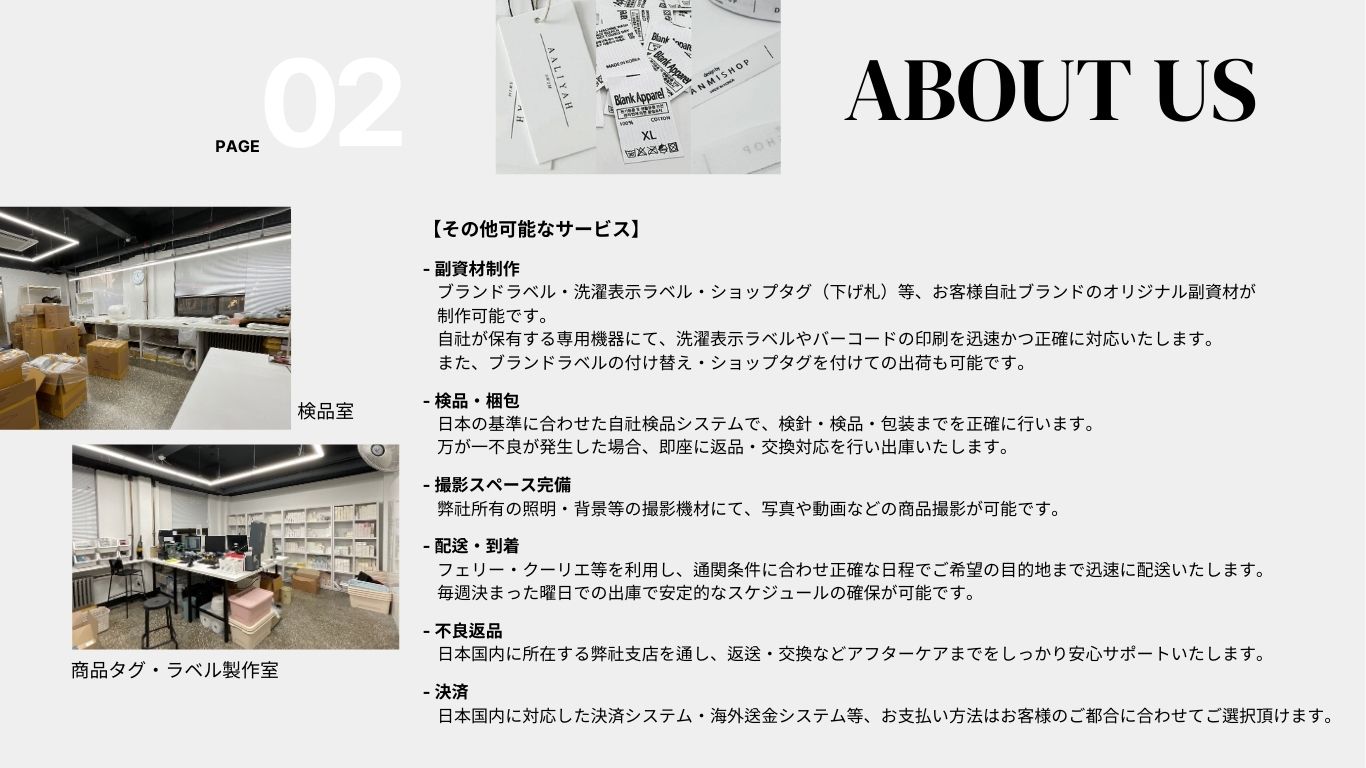 02
PAGE
AALIYAH
Blank Apparel
MADE IN KOREA
Blank Apparel
Blank Apparel
100% COTTON
XL
design by
ANMISHOP
MADE IN KOREA
ABOUT US
【その他可能なサービス】
- 副資材制作
ブランドラベル・洗濯表示ラベル・ショップタグ（下げ札）等、お客様自社ブランドのオリジナル副資材が
制作可能です。
自社が保有する専用機器にて、洗濯表示ラベルやバーコードの印刷を迅速かつ正確に対応いたします。
また、ブランドラベルの付け替え・ショップタグを付けての出荷も可能です。
- 検品・梱包
日本の基準に合わせた自社検品システムで、検針・検品・包装までを正確に行います。
万が一不良が発生した場合、即座に返品・交換対応を行い出庫いたします。
- 撮影スペース完備
弊社所有の照明・背景等の撮影機材にて、写真や動画などの商品撮影が可能です。
- 配送・到着
フェリー・クーリエ等を利用し、通関条件に合わせ正確な日程でご希望の目的地まで迅速に配送いたします。
毎週決まった曜日での出庫で安定的なスケジュールの確保が可能です。
- 不良返品
日本国内に所在する弊社支店を通し、返送・交換などアフターケアまでをしっかり安心サポートいたします。
- 決済
日本国内に対応した決済システム・海外送金システム等、お支払い方法はお客様のご都合に合わせてご選択頂けます。
検品室
商品タグ・ラベル製作室